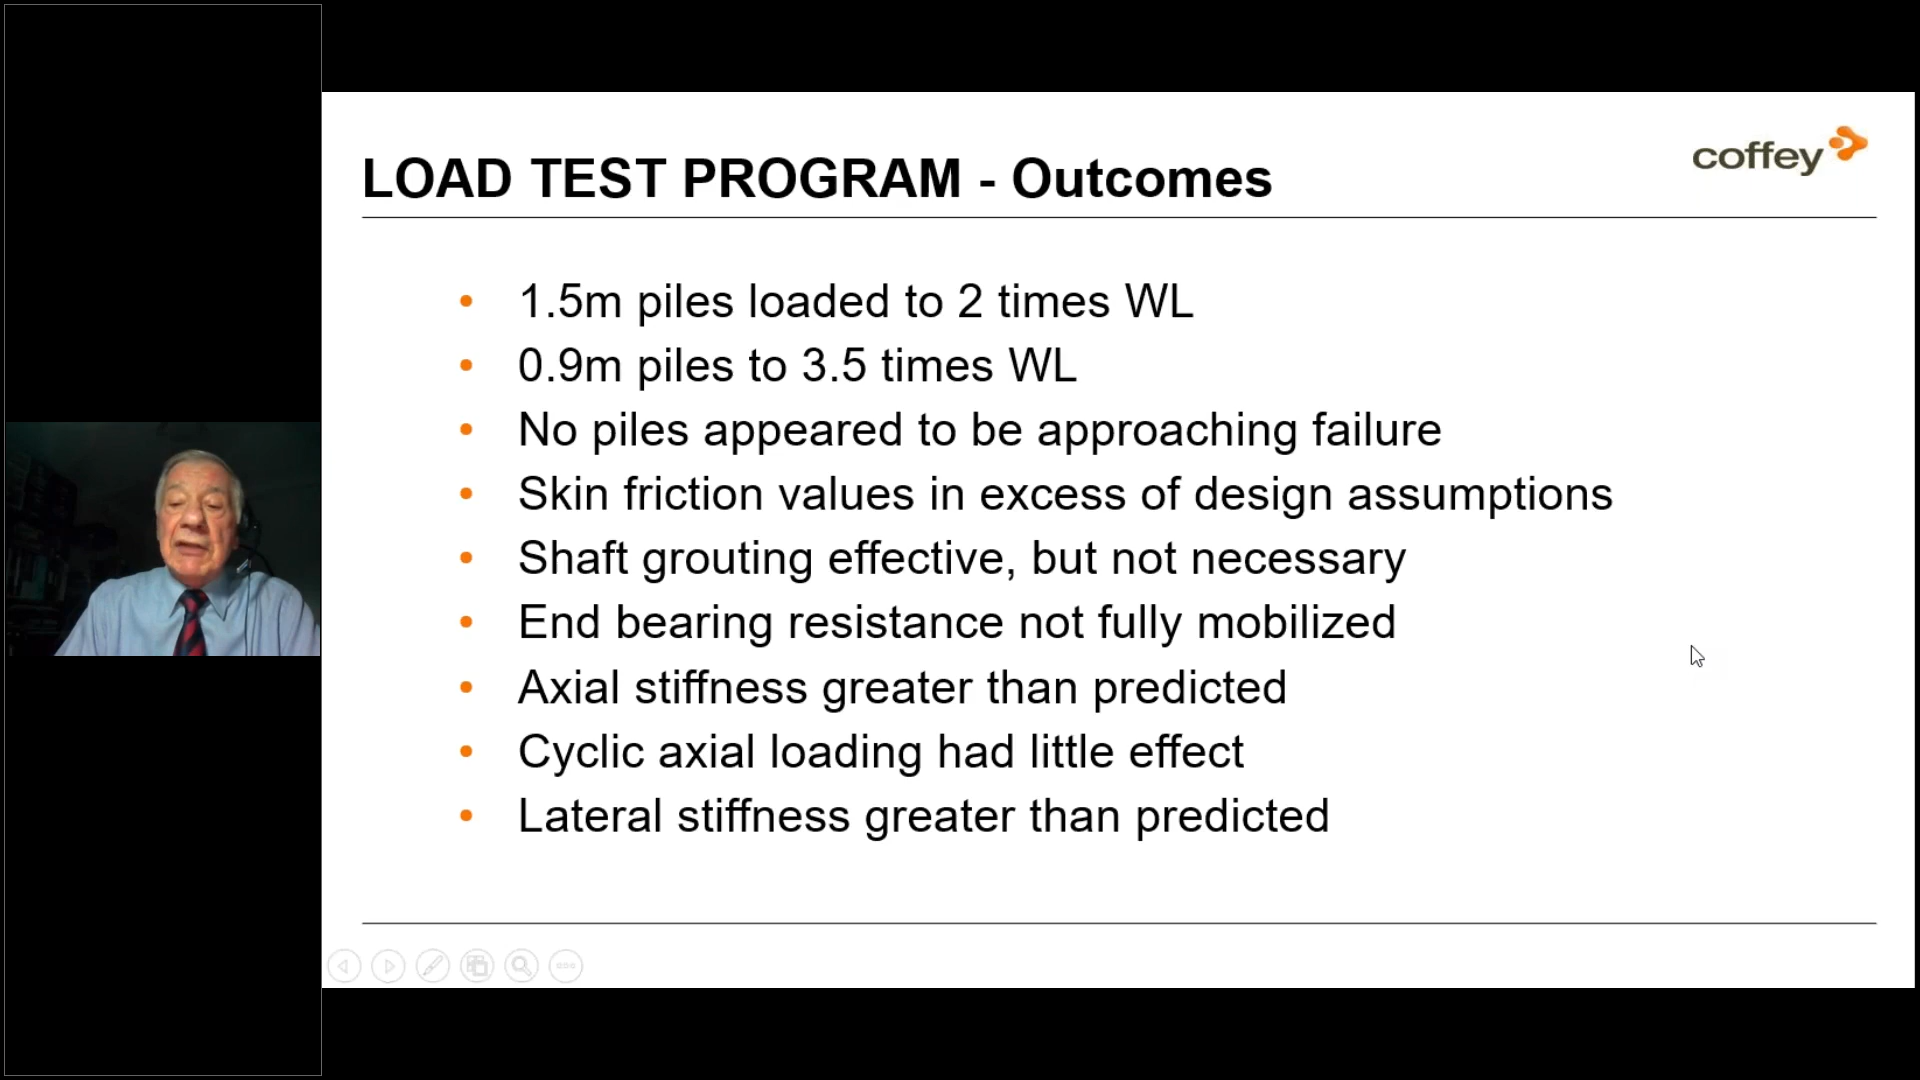 coffey
LOAD TEST PROGRAM - Outcomes
• 1.5m piles loaded to 2 times WL
• 0.9m piles to 3.5 times WL
• No piles appeared to be approaching failure
• Skin friction values in excess of design assumptions
• Shaft grouting effective, but not necessary
• End bearing resistance not fully mobilized
• Axial stiffness greater than predicted
• Cyclic axial loading had little effect
• Lateral stiffness greater than predicted